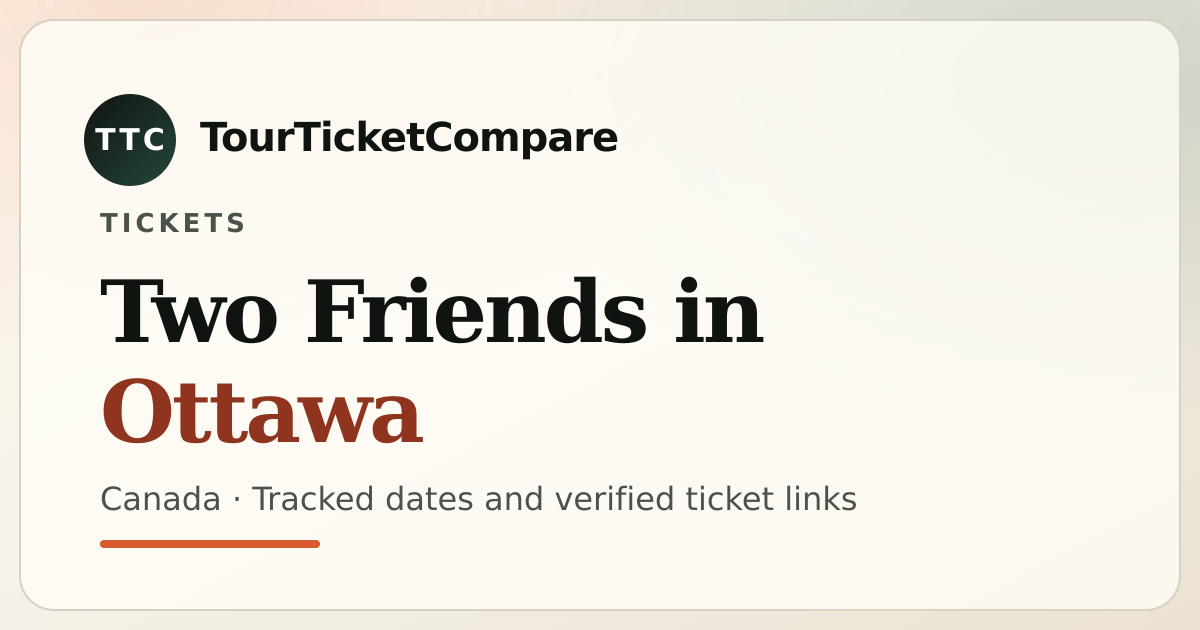 TTC TourTicketCompare
TICKETS
Two Friends in
Ottawa
Canada · Tracked dates and verified ticket links